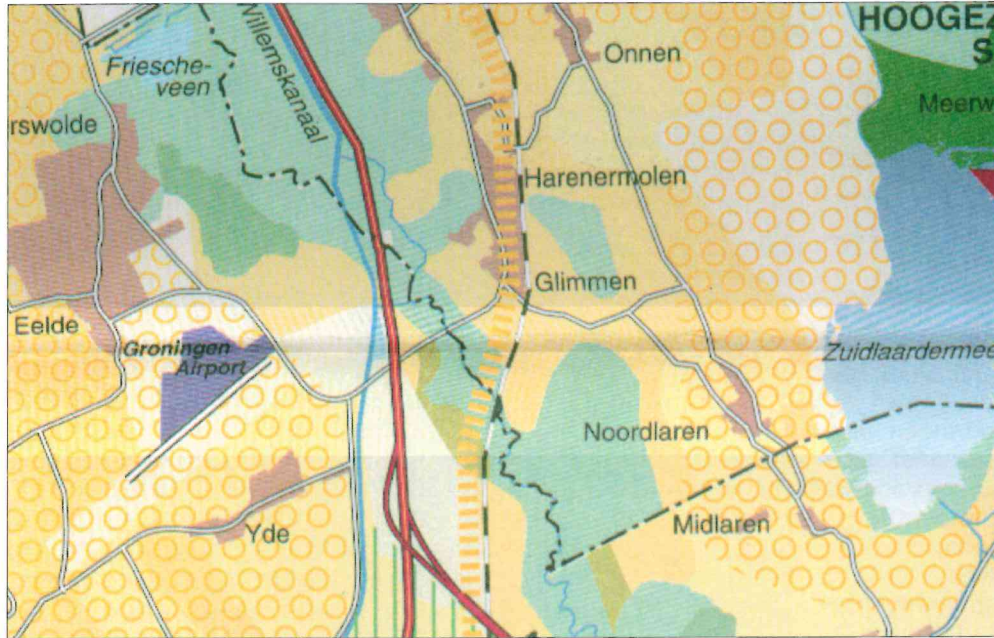 HOOGEZ
S
Onnen
Friesche-
veen
Willemskanaal
Meerw
rswolde
Harenermolen
Glimmen
Eelde
Groningen
Airport
Zuidlaardermee
Noordlaren
Midlaren
Yde